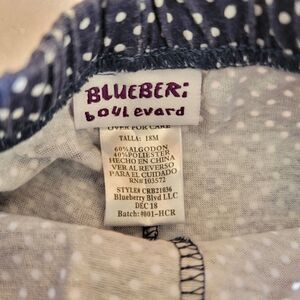 BLUEBERi
boulevard
OVER FOR CARE
TALLA: 18M
60%ALGODON
40%POLIESTER
HECHO EN CHINA
VER AL REVERSO
PARA EL CUIDADO
RN#: 103572
STYLE# CRB21036
Blueberry Blvd LLC
DEC 18
Batch: #001-HCR